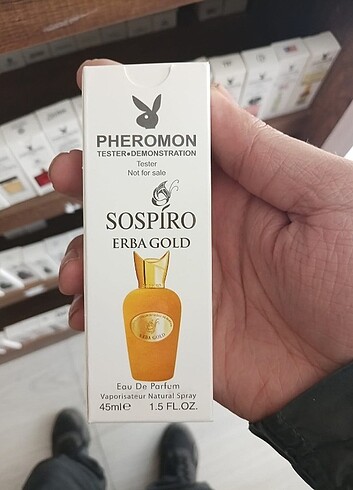 PHEROMON
TESTER●DEMONSTRATION
Tester
Not for sale
SOSPÍRO
ERBA GOLD
ERBA GOLD
Eau De Parfum
Vaporisateur Natural Spray
45ml℮ 1.5 FL.OZ.